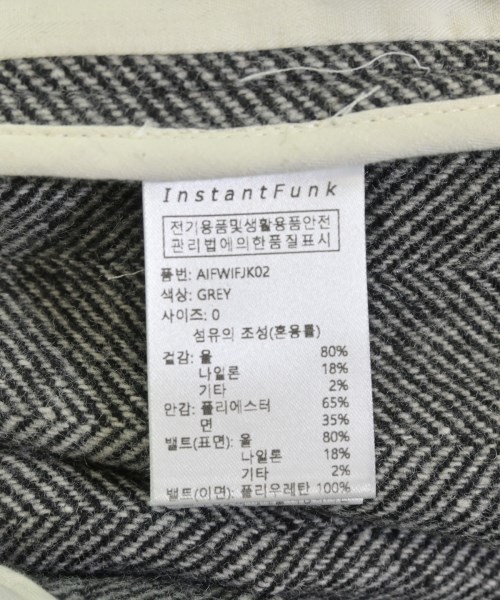 InstantFunk
전기용품및생활용품안전
관리법에의한품질표시
품번: AIFWIFJK02
색상: GREY
사이즈: 0
섬유의 조성(혼용률)
겉감: 울 80%
나일론 18%
기타 2%
안감: 폴리에스터 65%
면 35%
밸트(표면): 울 80%
나일론 18%
기타 2%
밸트(이면): 폴리우레탄 100%